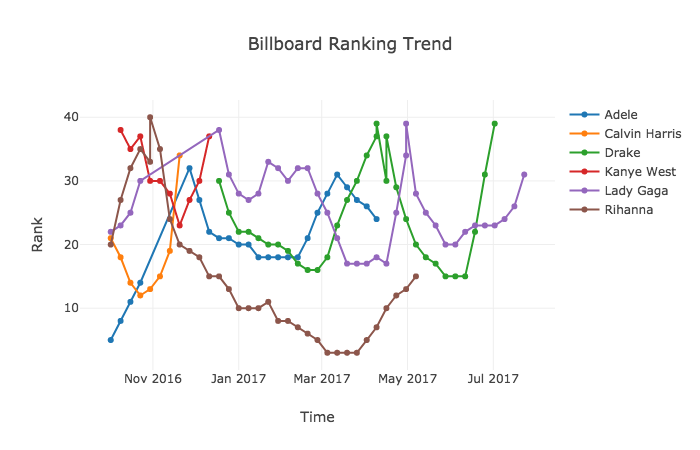 Billboard Ranking Trend
40
30
20
10
Rank
Nov 2016
Jan 2017
Mar 2017
May 2017
Jul 2017
Time
Adele
Calvin Harris
Drake
Kanye West
Lady Gaga
Rihanna